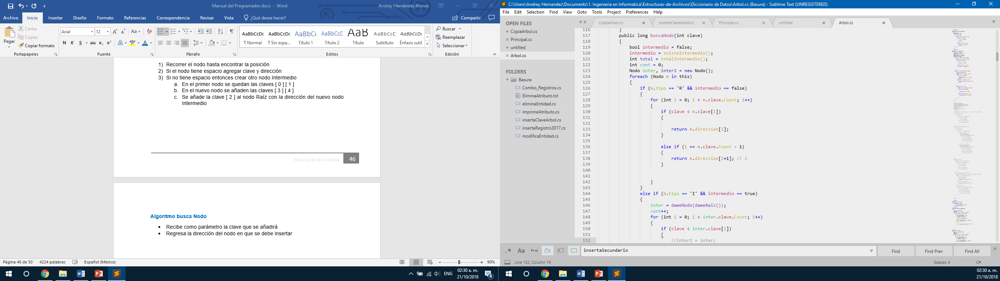 Manual del Programador.docx - Word
Andrey Hernández Alonso
Archivo Inicio Insertar Diseño Formato Referencias Correspondencia Revisar Vista ¿Qué desea hacer? Compartir
Pegar
Cortar
Copiar
Copiar formato
Portapapeles
Arial 12
Aa
N K S abc x₂ x²
Fuente
Párrafo
AaBbCcDc AaBbCcDc AaBbCc AaBbCcE AaB AaBbCcD AaBbCcDc
¶ Normal ¶ Sin espa... Título 1 Título 2 Título Subtítulo Énfasis sutil
Estilos
Buscar
Reemplazar
Seleccionar
Edición
1) Recorrer el nodo hasta encontrar la posición
2) Si el nodo tiene espacio agregar clave y dirección
3) Si no tiene espacio entonces crear otro nodo Intermedio
a. En el primer nodo se quedan las claves [ 0 ] [ 1 ]
b. En el nuevo nodo se añaden las claves [ 3 ] [ 4 ]
c. Se añade la clave [ 2 ] al nodo Raíz con la dirección del nuevo nodo
Intermedio
Estructuras de Archivos 46
Algoritmo busca Nodo
• Recibe como parámetro la clave que se añadirá
• Regresa la dirección del nodo en que se debe insertar
Página 48 de 50 4224 palabras Español (México) 90%
ENG
02:30 a. m.
21/10/2018
4
C:\Users\Andrey Hernandez\Documents\1. Ingenieria en Informatica\Estructuras-de-Archivos\Diccionario de Datos\Arbol.cs (Basura) - Sublime Text (UNREGISTERED)
File Edit Selection Find View Goto Tools Project Preferences Help
OPEN FILES
CopiaArbol.cs
Principal.cs
untitled
Arbol.cs
FOLDERS
Basura
C# Combo_Registros.cs
EliminaAtributo.txt
C# eliminaEntidad.cs
C# imprimeAtributo.cs
C# insertaClaveArbol.cs
C# insertaRegistro2017.cs
C# modificaEntidad.cs
CopiaArbol.cs insertaClaveArbol.cs Principal.cs untitled Arbol.cs
116 }
117 public long buscaNodo(int clave)
118 {
119 bool intermedio = false;
120 intermedio = existeIntermedio();
121 int total = totalIntermedio();
122 int cont = 0;
123 Nodo inter, inter2 = new Nodo();
124 foreach (Nodo n in this)
125 {
126 if (n.tipo == 'R' && intermedio == false)
127 {
128 for (int i = 0; i < n.clave.Count; i++)
129 {
130 if (clave < n.clave[i])
131 {
132
133 return n.direccion[i];
134 }
135
136 else if (i == n.clave.Count - 1)
137 {
138 return n.direccion[i+1]; // i
139 }
140
141
142 }
143 }
144 else if (n.tipo == 'I' && intermedio == true)
145 {
146 inter = dameNodo(dameRaiz());
147 cont++;
148 for (int i = 0; i < inter.clave.Count; i++)
149 {
150 if (clave < inter.clave[i])
151 {
152 //inter2 = inter;
.* Aa “” insertaSecundario Find Find Prev Find All
Line 152, Column 19 Spaces: 4 C#
02:30 a. m.
21/10/2018